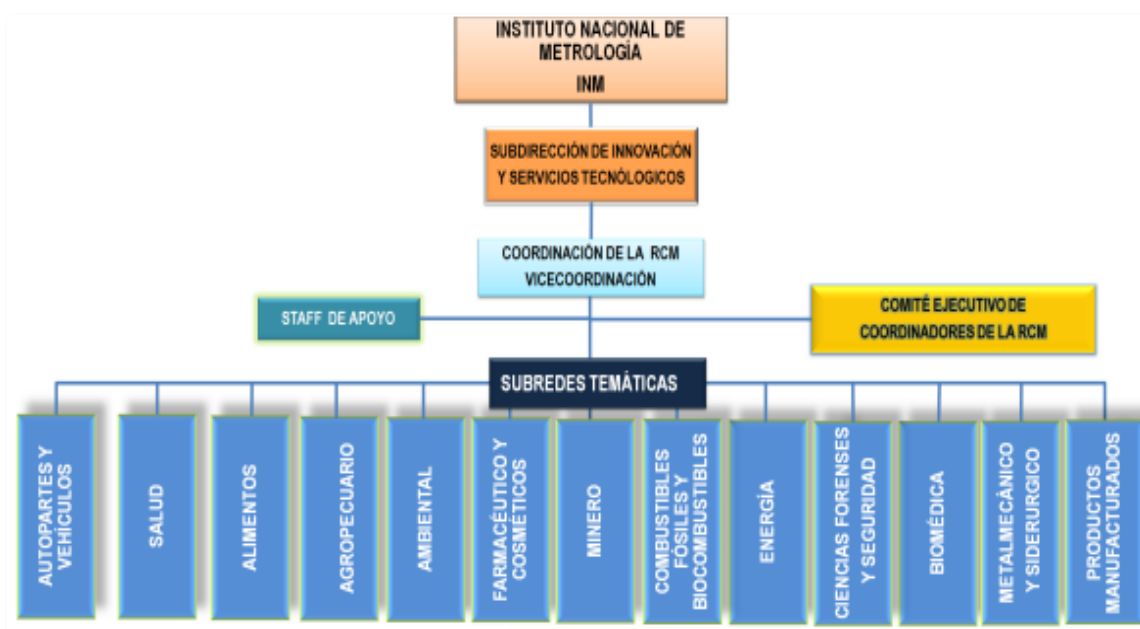 INSTITUTO NACIONAL DE
METROLOGÍA
INM
SUBDIRECCIÓN DE INNOVACIÓN
Y SERVICIOS TECNÓLOGICOS
COORDINACIÓN DE LA RCM
VICECOORDINACIÓN
STAFF DE APOYO
COMITÉ EJECUTIVO DE
COORDINADORES DE LA RCM
SUBREDES TEMÁTICAS
AUTOPARTES Y
VEHÍCULOS
SALUD
ALIMENTOS
AGROPECUARIO
AMBIENTAL
FARMACÉUTICO Y
COSMÉTICOS
MINERO
COMBUSTIBLES
FÓSILES Y
BIOCOMBUSTIBLES
ENERGÍA
CIENCIAS FORENSES
Y SEGURIDAD
BIOMÉDICA
METALMECÁNICO
Y SIDERURGICO
PRODUCTOS
MANUFACTURADOS